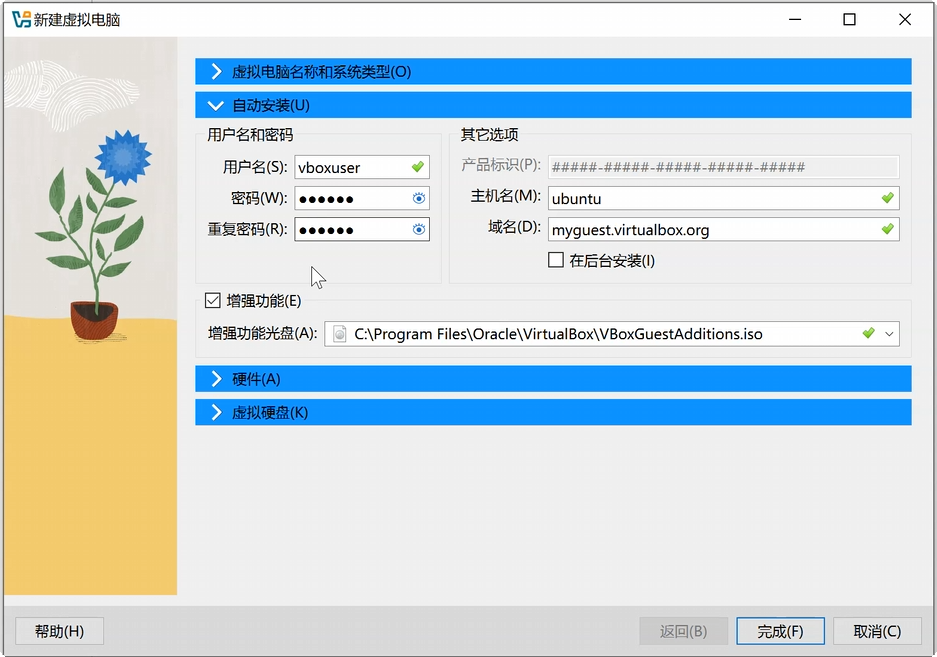 新建虚拟电脑
虚拟电脑名称和系统类型(O)
自动安装(U)
用户名和密码
用户名(S): vboxuser
密码(W): ●●●●●●
重复密码(R): ●●●●●●
其它选项
产品标识(P): #####-#####-#####-#####-#####
主机名(M): ubuntu
域名(D): myguest.virtualbox.org
在后台安装(I)
增强功能(E)
增强功能光盘(A): C:\Program Files\Oracle\VirtualBox\VBoxGuestAdditions.iso
硬件(A)
虚拟硬盘(K)
帮助(H) 返回(B) 完成(F) 取消(C)